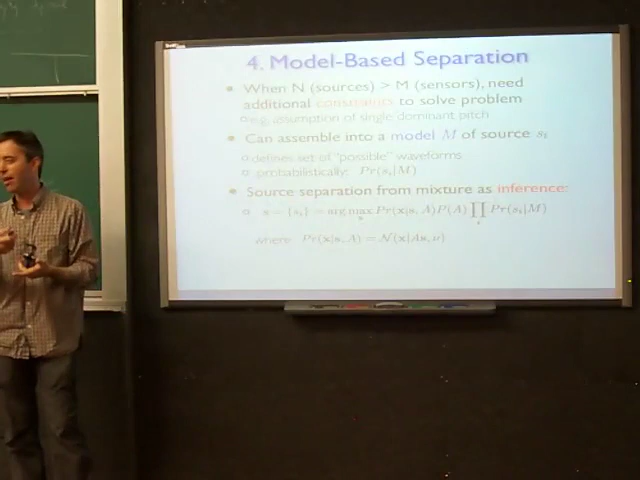 4. Model-Based Separation
• When N (sources) > M (sensors), need
additional constraints to solve problem
e.g. assumption of single dominant pitch
• Can assemble into a model M of source sᵢ
defines set of "possible" waveforms
probabilistically: Pr(sᵢ|M)
• Source separation from mixture as inference:
s = {sᵢ} = arg max Pr(x|s, A)P(A) ∏ Pr(sᵢ|M)
s i
where: Pr(x|s, A) = N(x|As, ν)